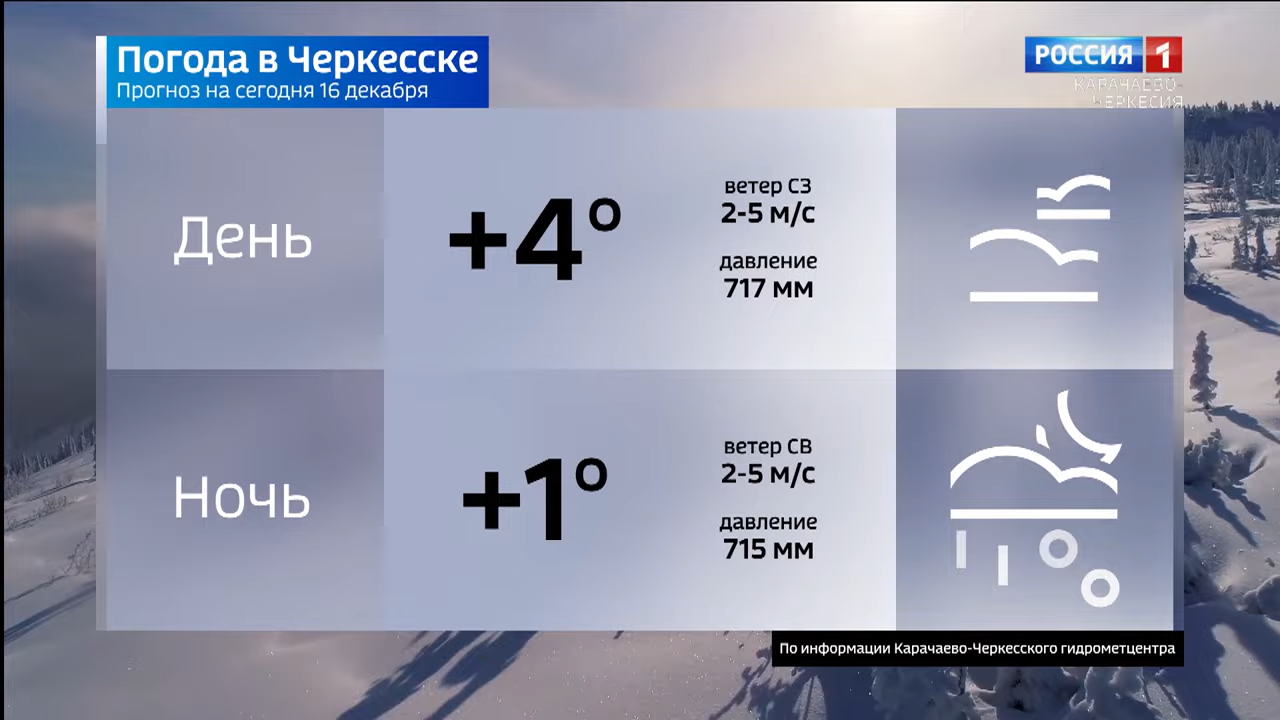 Погода в Черкесске
Прогноз на сегодня 16 декабря
РОССИЯ 1
КАРАЧАЕВО-
ЧЕРКЕСИЯ
День
+4°
ветер СЗ
2-5 м/с
давление
717 мм
Ночь
+1°
ветер СВ
2-5 м/с
давление
715 мм
По информации Карачаево-Черкесского гидрометцентра